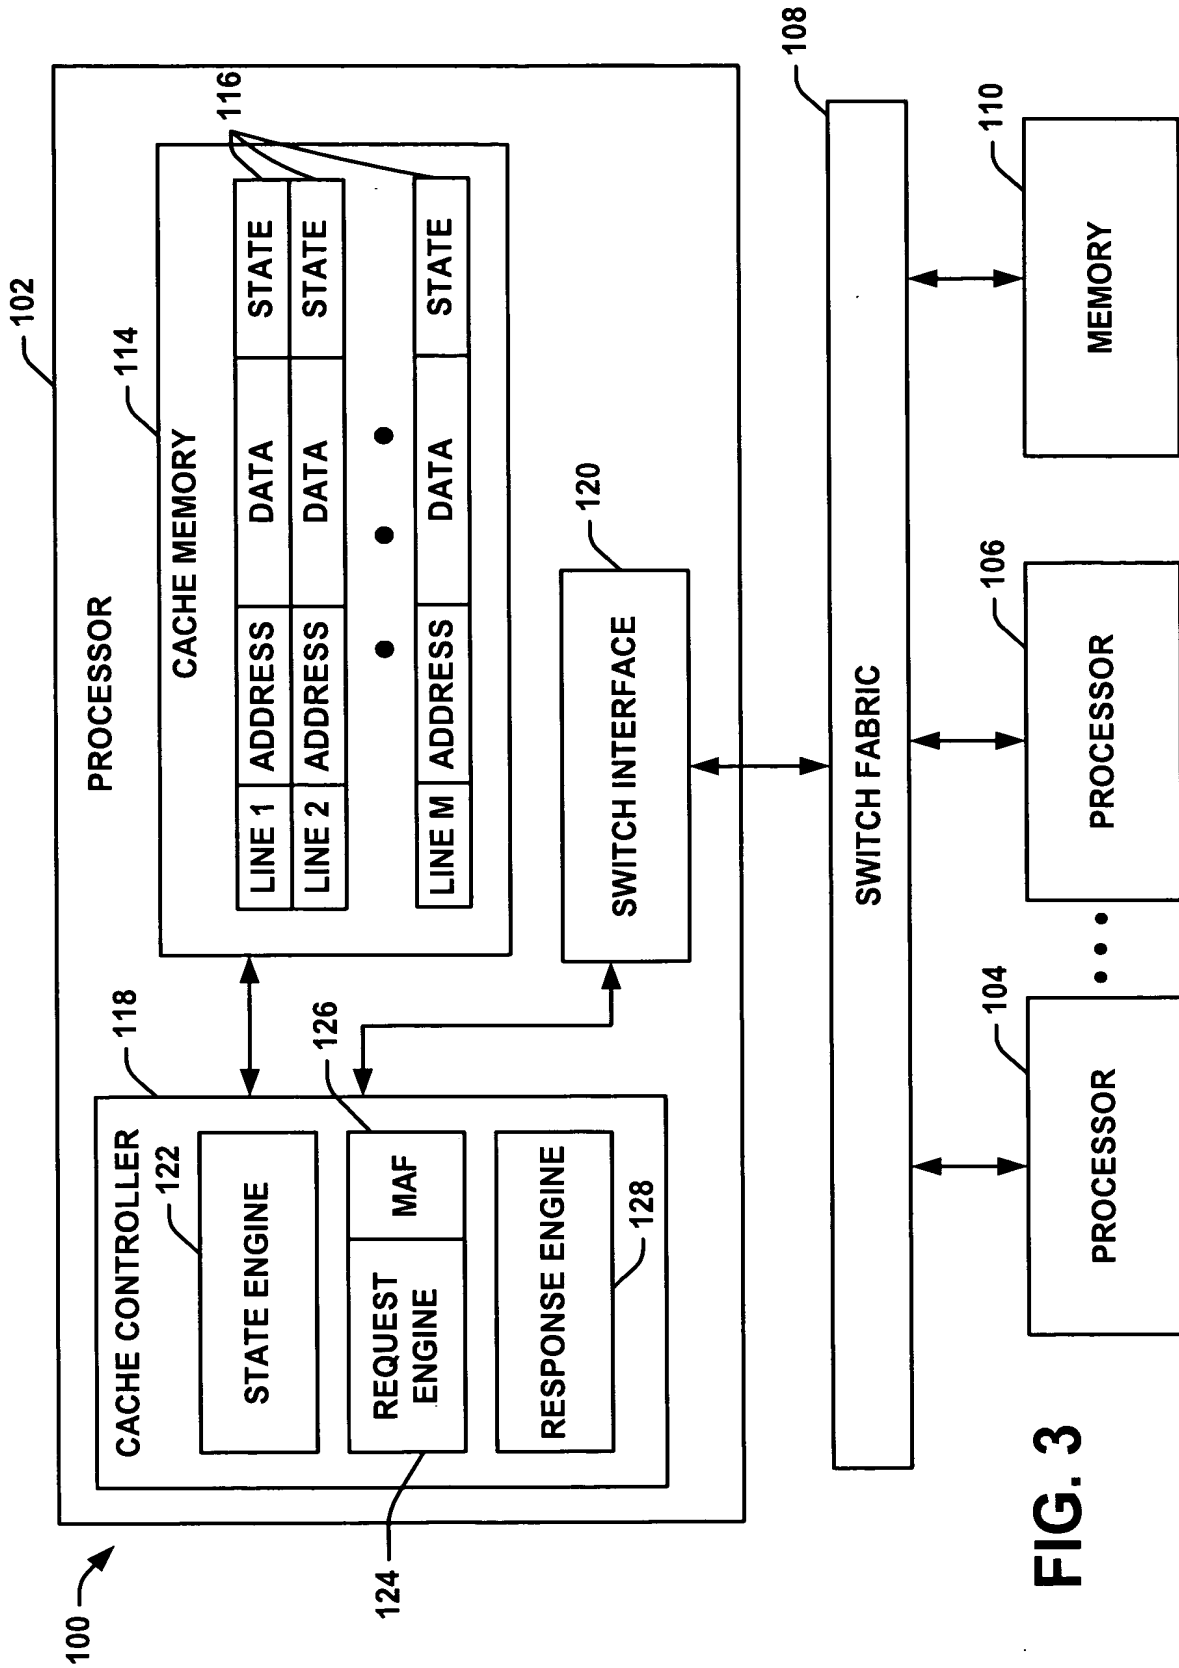 100
102
PROCESSOR
CACHE CONTROLLER
118
122
STATE ENGINE
126
REQUEST
ENGINE
MAF
124
RESPONSE ENGINE
128
114
CACHE MEMORY
116
LINE 1 ADDRESS DATA STATE
LINE 2 ADDRESS DATA STATE
LINE M ADDRESS DATA STATE
120
SWITCH INTERFACE
108
SWITCH FABRIC
104
PROCESSOR
106
PROCESSOR
110
MEMORY
FIG. 3